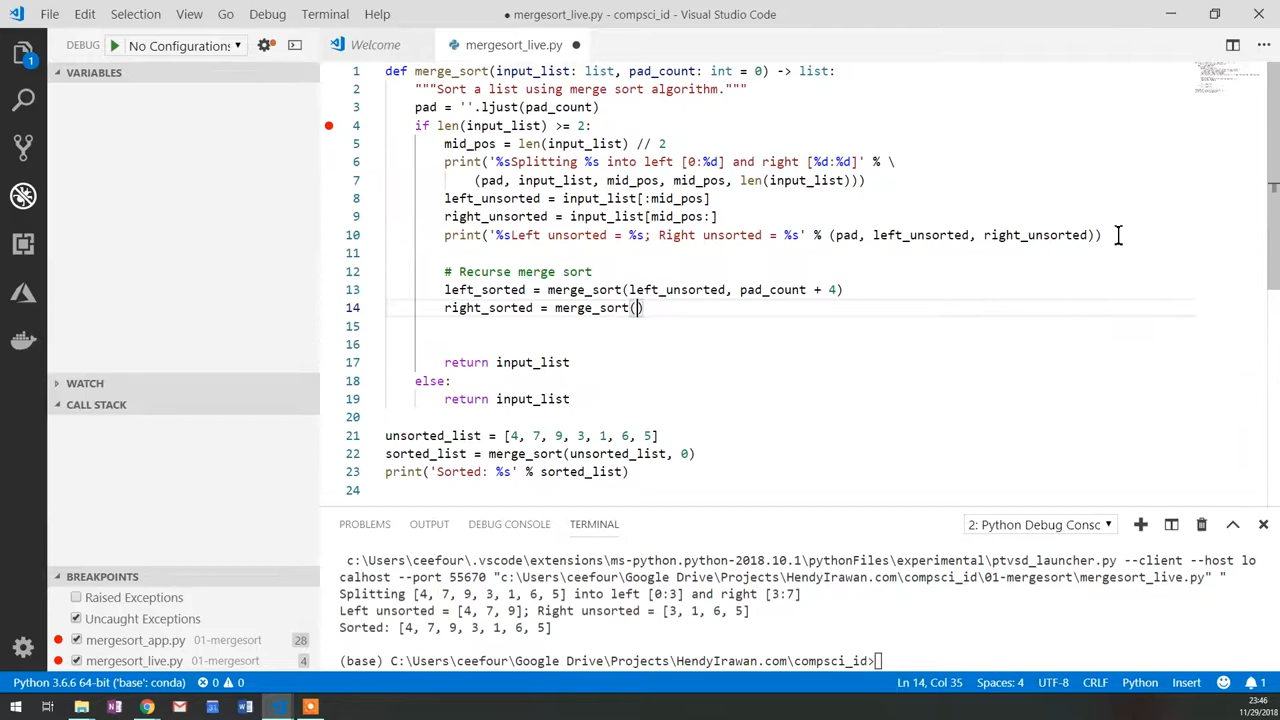 File Edit Selection View Go Debug Terminal Help
● mergesort_live.py - compsci_id - Visual Studio Code
DEBUG No Configurations
Welcome
mergesort_live.py
VARIABLES
WATCH
CALL STACK
BREAKPOINTS
Raised Exceptions
Uncaught Exceptions
mergesort_app.py 01-mergesort 28
mergesort_live.py 01-mergesort 4
1 def merge_sort(input_list: list, pad_count: int = 0) -> list:
2 """Sort a list using merge sort algorithm."""
3 pad = ''.ljust(pad_count)
4 if len(input_list) >= 2:
5 mid_pos = len(input_list) // 2
6 print('%sSplitting %s into left [0:%d] and right [%d:%d]' % \
7 (pad, input_list, mid_pos, mid_pos, len(input_list)))
8 left_unsorted = input_list[:mid_pos]
9 right_unsorted = input_list[mid_pos:]
10 print('%sLeft unsorted = %s; Right unsorted = %s' % (pad, left_unsorted, right_unsorted))
11
12 # Recurse merge sort
13 left_sorted = merge_sort(left_unsorted, pad_count + 4)
14 right_sorted = merge_sort()
15
16
17 return input_list
18 else:
19 return input_list
20
21 unsorted_list = [4, 7, 9, 3, 1, 6, 5]
22 sorted_list = merge_sort(unsorted_list, 0)
23 print('Sorted: %s' % sorted_list)
24
PROBLEMS OUTPUT DEBUG CONSOLE TERMINAL 2: Python Debug Consc
c:\Users\ceefour\.vscode\extensions\ms-python.python-2018.10.1\pythonFiles\experimental\ptvsd_launcher.py --client --host lo
calhost --port 55670 "c:\Users\ceefour\Google Drive\Projects\HendyIrawan.com\compsci_id\01-mergesort\mergesort_live.py" "
Splitting [4, 7, 9, 3, 1, 6, 5] into left [0:3] and right [3:7]
Left unsorted = [4, 7, 9]; Right unsorted = [3, 1, 6, 5]
Sorted: [4, 7, 9, 3, 1, 6, 5]
(base) C:\Users\ceefour\Google Drive\Projects\HendyIrawan.com\compsci_id>
Python 3.6.6 64-bit ('base': conda) 0 0 Ln 14, Col 35 Spaces: 4 UTF-8 CRLF Python Insert 1
23:46
11/29/2018